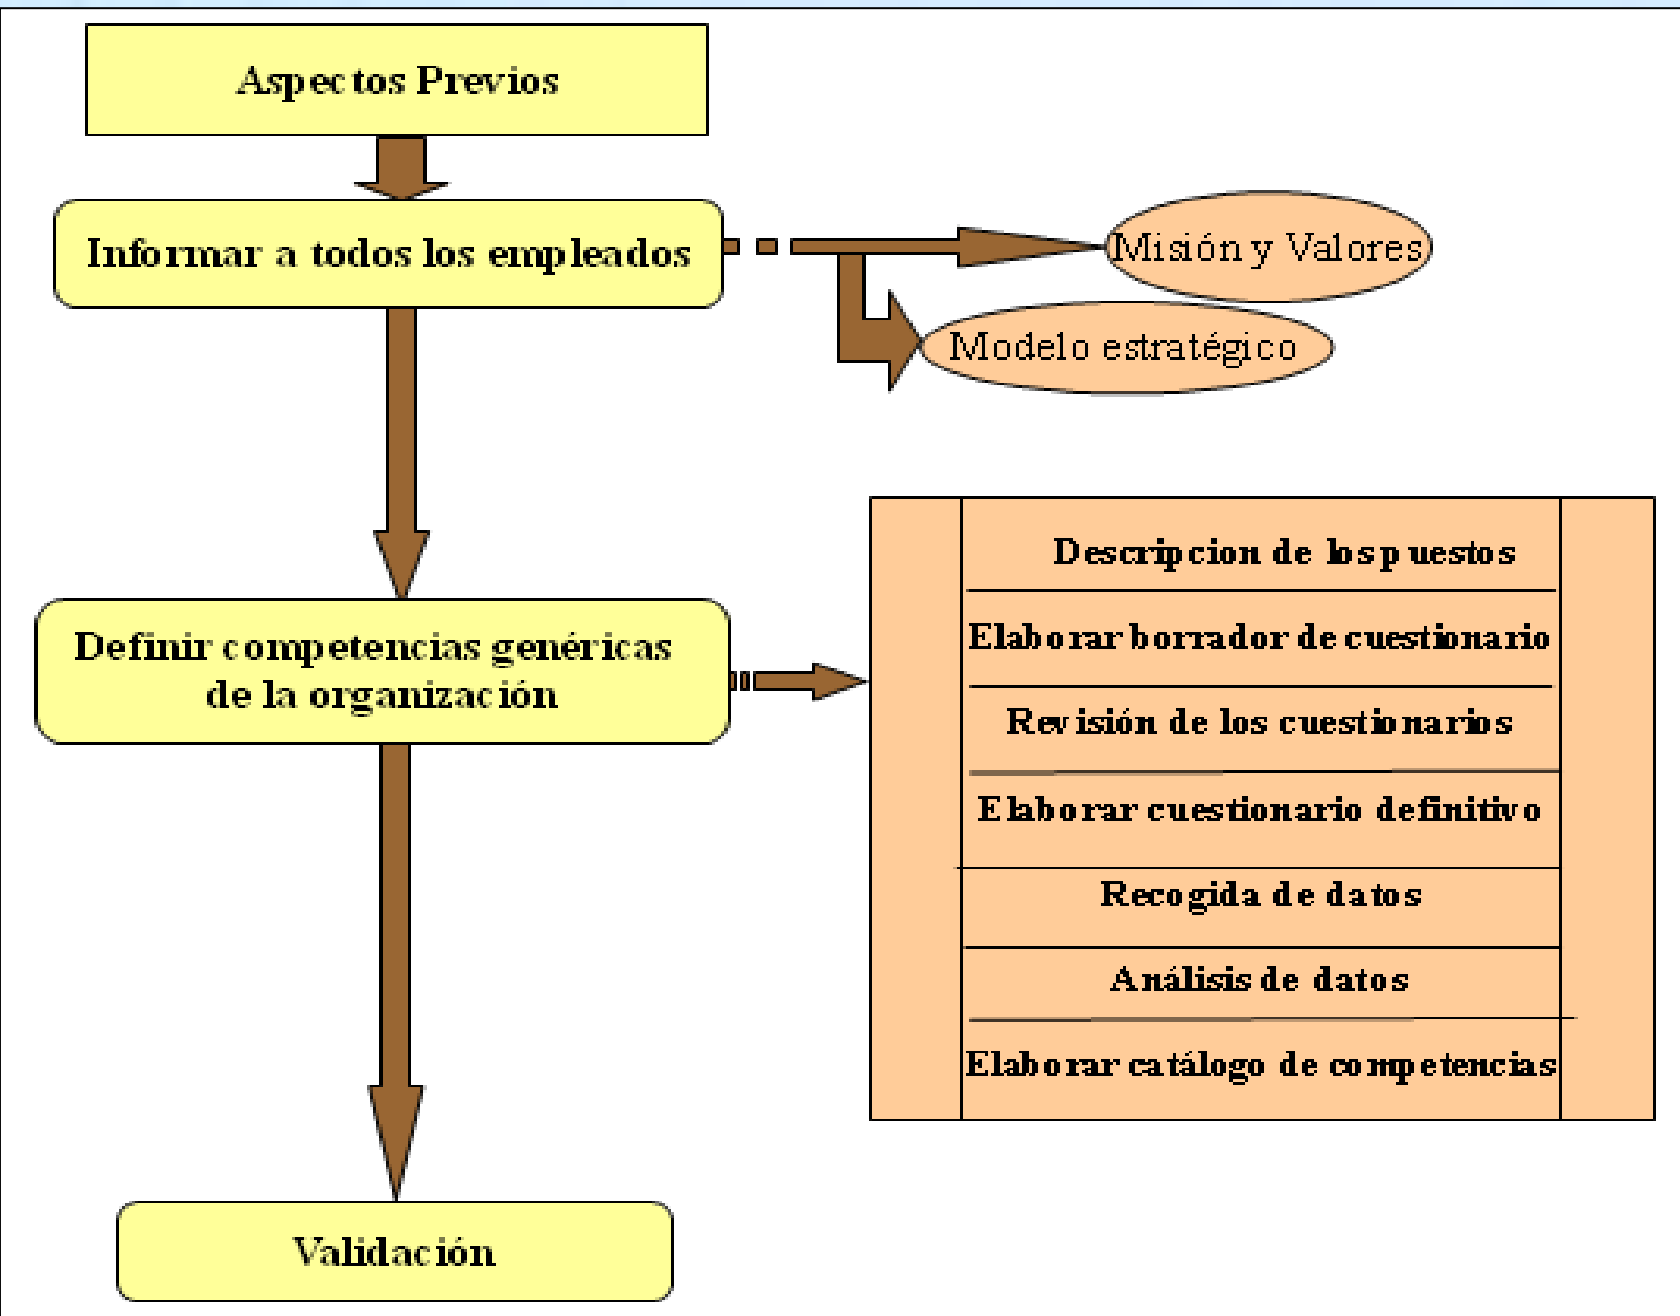 Aspectos Previos
Informar a todos los empleados
Misión y Valores
Modelo estratégico
Definir competencias genéricas
de la organización
Descripcion de los puestos
Elaborar borrador de cuestionario
Revisión de los cuestionarios
Elaborar cuestionario definitivo
Recogida de datos
Análisis de datos
Elaborar catálogo de competencias
Validación